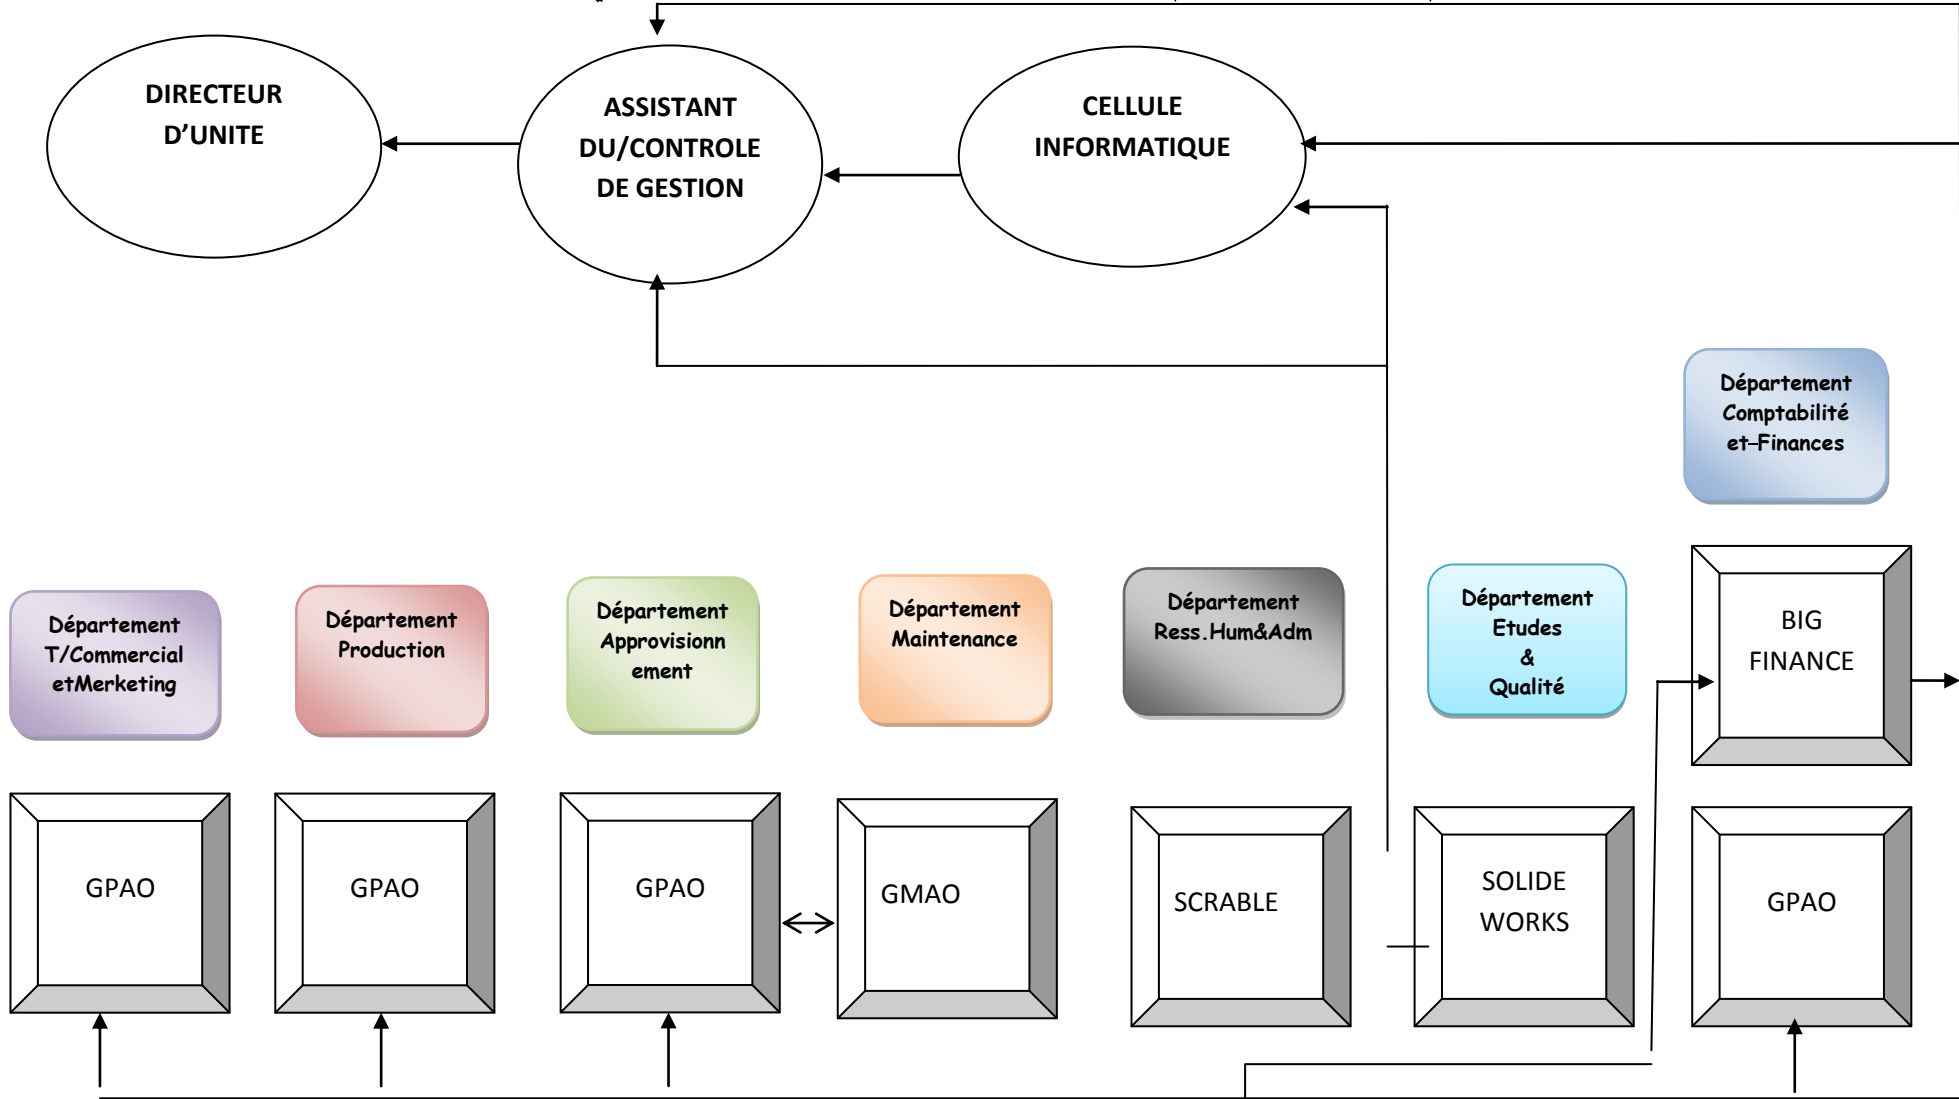 DIRECTEUR
D’UNITE
ASSISTANT
DU/CONTROLE
DE GESTION
CELLULE
INFORMATIQUE
Département
Comptabilité
et–Finances
Département
T/Commercial
etMerketing
Département
Production
Département
Approvisionn
ement
Département
Maintenance
Département
Ress.Hum&Adm
Département
Etudes
&
Qualité
BIG
FINANCE
GPAO
GPAO
GPAO
GMAO
SCRABLE
SOLIDE
WORKS
GPAO